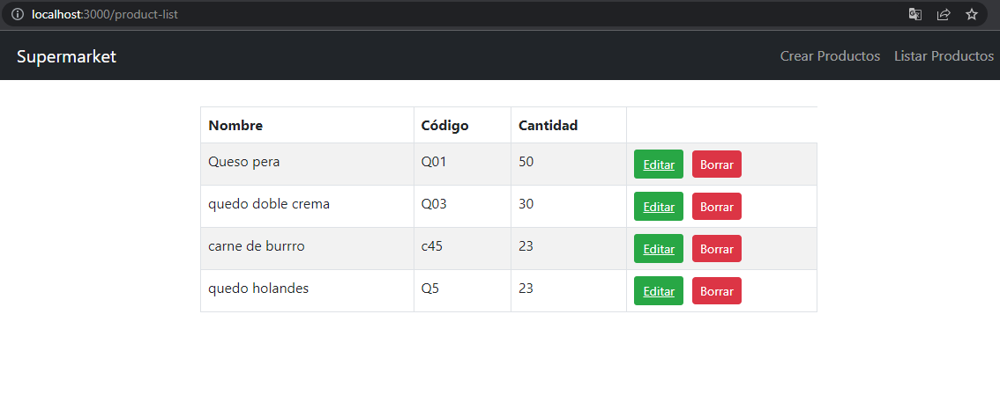 localhost:3000/product-list
Supermarket Crear Productos Listar Productos
Nombre Código Cantidad
Queso pera Q01 50 Editar Borrar
quedo doble crema Q03 30 Editar Borrar
carne de burrro c45 23 Editar Borrar
quedo holandes Q5 23 Editar Borrar